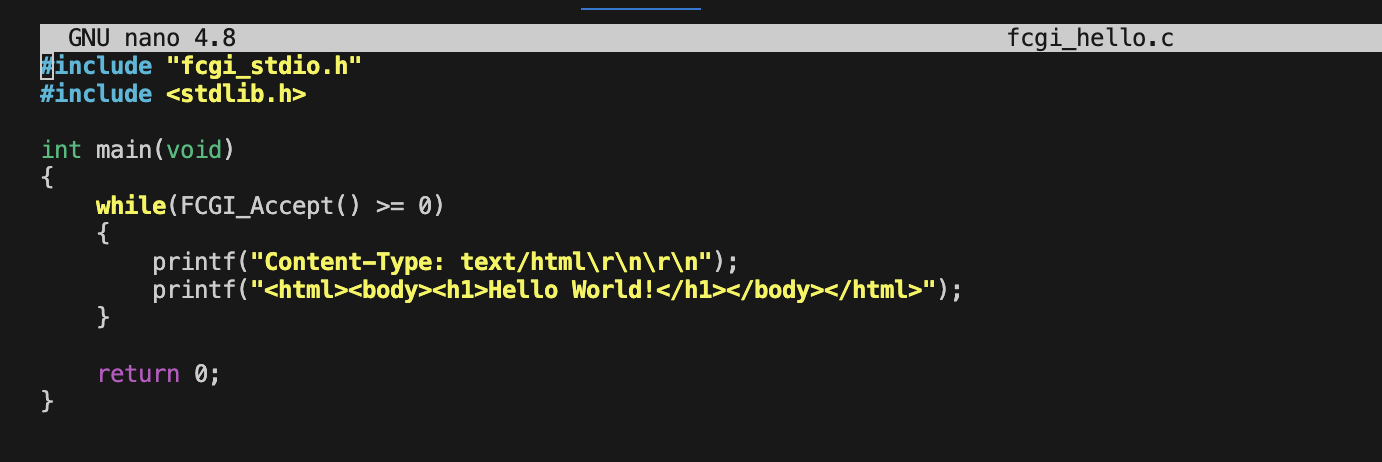 GNU nano 4.8 fcgi_hello.c
#include "fcgi_stdio.h"
#include <stdlib.h>
int main(void)
{
    while(FCGI_Accept() >= 0)
    {
        printf("Content-Type: text/html\r\n\r\n");
        printf("<html><body><h1>Hello World!</h1></body></html>");
    }
    return 0;
}